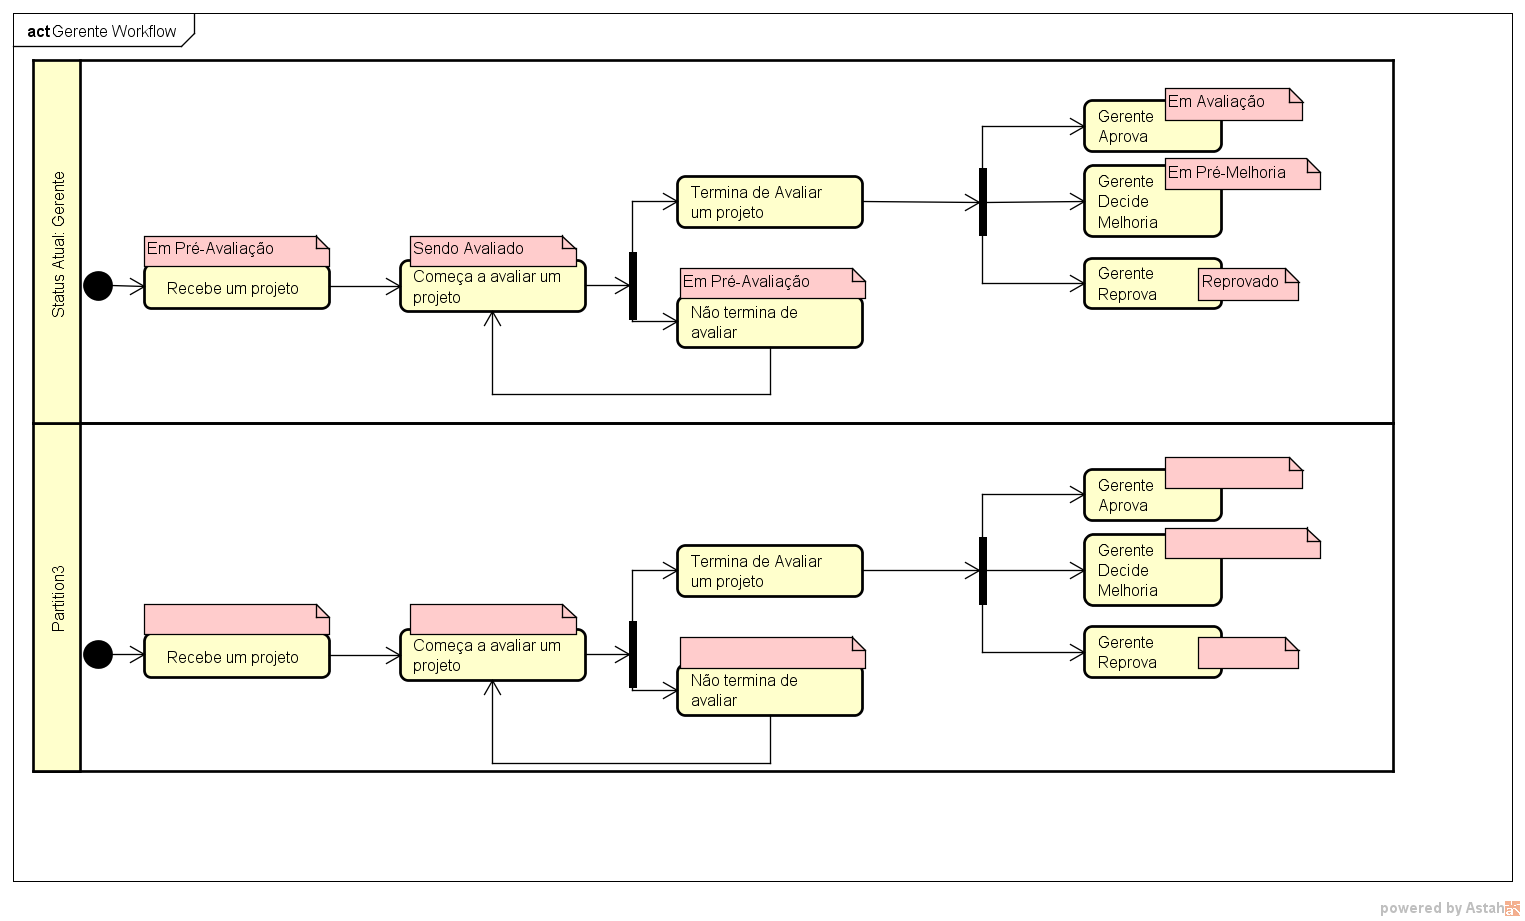 act Gerente Workflow
Status Atual: Gerente
Em Pré-Avaliação
Recebe um projeto
Sendo Avaliado
Começa a avaliar um
projeto
Termina de Avaliar
um projeto
Em Pré-Avaliação
Não termina de
avaliar
Em Avaliação
Gerente
Aprova
Em Pré-Melhoria
Gerente
Decide
Melhoria
Gerente
Reprova
Reprovado
Partition3
Recebe um projeto
Começa a avaliar um
projeto
Termina de Avaliar
um projeto
Não termina de
avaliar
Gerente
Aprova
Gerente
Decide
Melhoria
Gerente
Reprova
powered by Astah